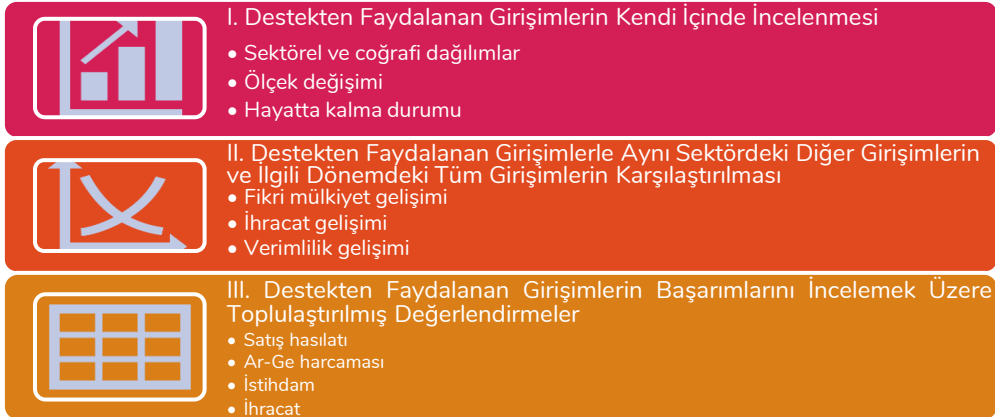 I. Destekten Faydalanan Girişimlerin Kendi İçinde İncelenmesi
• Sektörel ve coğrafi dağılımlar
• Ölçek değişimi
• Hayatta kalma durumu
II. Destekten Faydalanan Girişimlerle Aynı Sektördeki Diğer Girişimlerin
ve İlgili Dönemdeki Tüm Girişimlerin Karşılaştırılması
• Fikri mülkiyet gelişimi
• İhracat gelişimi
• Verimlilik gelişimi
III. Destekten Faydalanan Girişimlerin Başarımlarını İncelemek Üzere
Toplulaştırılmış Değerlendirmeler
• Satış hasılatı
• Ar-Ge harcaması
• İstihdam
• İhracat